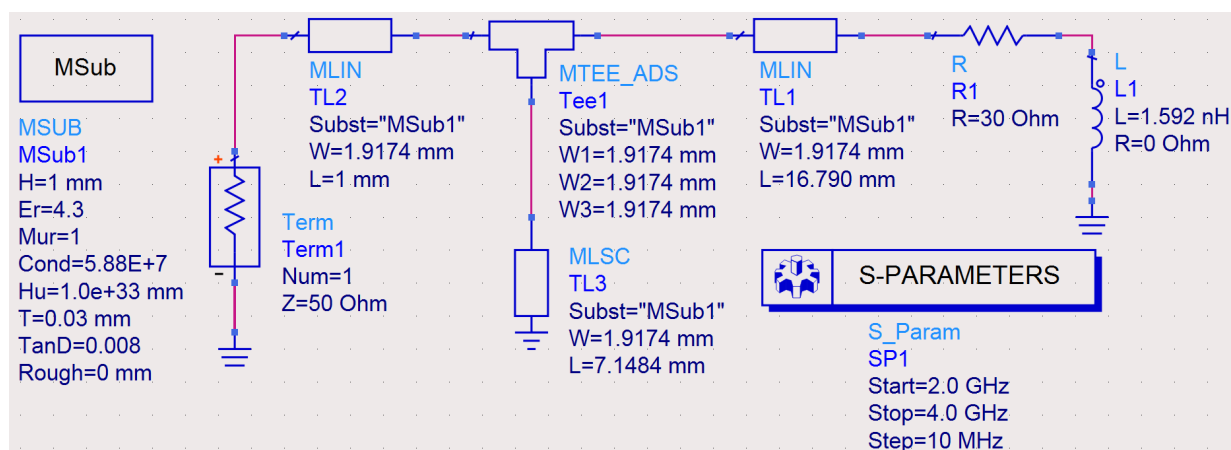 MSub
MSUB
MSub1
H=1 mm
Er=4.3
Mur=1
Cond=5.88E+7
Hu=1.0e+33 mm
T=0.03 mm
TanD=0.008
Rough=0 mm
+
-
Term
Term1
Num=1
Z=50 Ohm
MLIN
TL2
Subst="MSub1"
W=1.9174 mm
L=1 mm
MTEE_ADS
Tee1
Subst="MSub1"
W1=1.9174 mm
W2=1.9174 mm
W3=1.9174 mm
MLSC
TL3
Subst="MSub1"
W=1.9174 mm
L=7.1484 mm
MLIN
TL1
Subst="MSub1"
W=1.9174 mm
L=16.790 mm
R
R1
R=30 Ohm
L
L1
L=1.592 nH
R=0 Ohm
S-PARAMETERS
S_Param
SP1
Start=2.0 GHz
Stop=4.0 GHz
Step=10 MHz